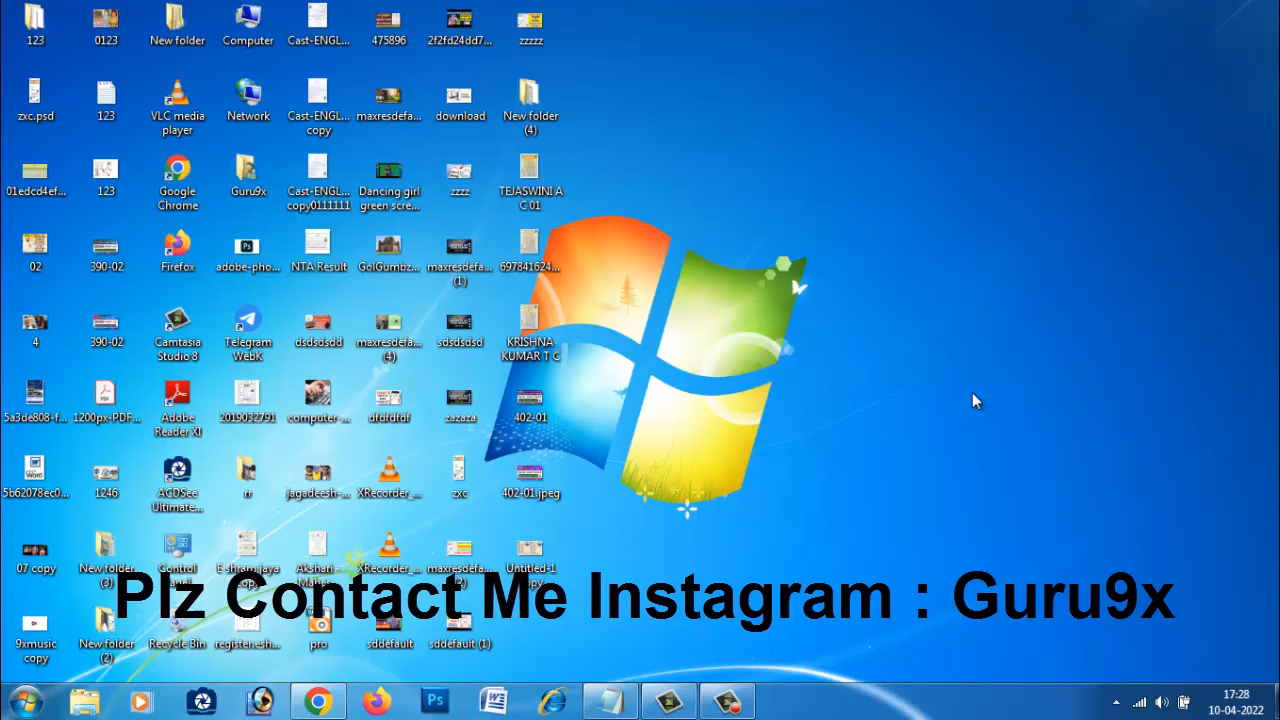 123
0123
New folder
Computer
Cast-ENGL...
475896
2f2fd24dd7...
zzzzz
zxc.psd
123
VLC media
player
Network
Cast-ENGL...
copy
maxresdefa...
download
New folder
(4)
01edcd4ef...
123
Google
Chrome
Guru9x
Cast-ENGL...
copy0111111
Dancing girl
green scre...
zzzz
TEJASWINI A
C 01
02
390-02
Firefox
adobe-pho...
NTA Result
GolGumbz...
maxresdefa...
(1)
697841624...
4
390-02
Camtasia
Studio 8
Telegram
WebK
dsdsdsdd
maxresdefa...
(4)
sdsdsdsd
KRISHNA
KUMAR T C
5a3de808-f...
1200px-PDF...
Adobe
Reader XI
2019032791
computer-...
dfdfdfdf
zazaza
402-01
5b62078ec0...
1246
ACDSee
Ultimate...
rr
jagadeesh-...
XRecorder_...
zxc
402-01.jpeg
07 copy
New folder
(3)
Control
Panel
E shram jaya
copy
Akshari -
XRecorder_...
maxresdefa...
Untitled-1
copy
Plz Contact Me Instagram : Guru9x
9xmusic
copy
New folder
(2)
Recycle Bin
register.esh...
pro
sddefault
sddefault (1)
17:28
10-04-2022